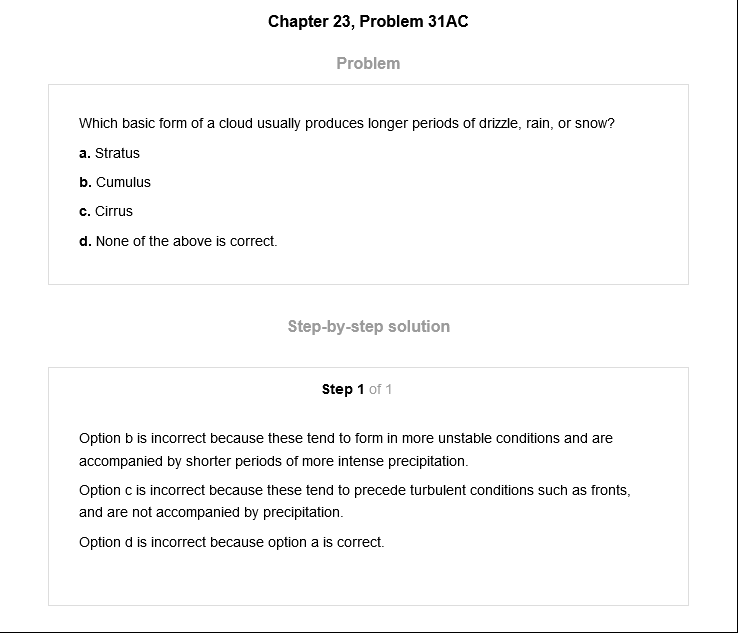 Chapter 23, Problem 31AC
Problem
Which basic form of a cloud usually produces longer periods of drizzle, rain, or snow?
a. Stratus
b. Cumulus
c. Cirrus
d. None of the above is correct.
Step-by-step solution
Step 1 of 1
Option b is incorrect because these tend to form in more unstable conditions and are
accompanied by shorter periods of more intense precipitation.
Option c is incorrect because these tend to precede turbulent conditions such as fronts,
and are not accompanied by precipitation.
Option d is incorrect because option a is correct.